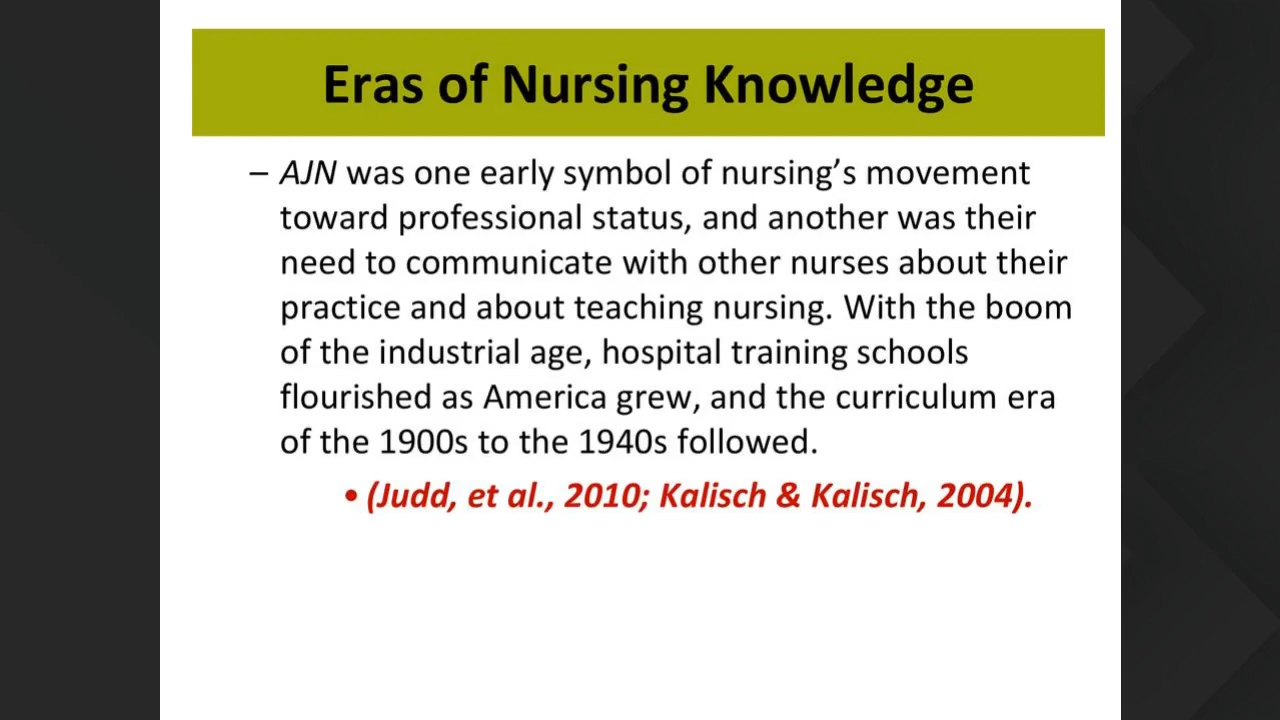 Eras of Nursing Knowledge
– AJN was one early symbol of nursing’s movement
toward professional status, and another was their
need to communicate with other nurses about their
practice and about teaching nursing. With the boom
of the industrial age, hospital training schools
flourished as America grew, and the curriculum era
of the 1900s to the 1940s followed.
• (Judd, et al., 2010; Kalisch & Kalisch, 2004).